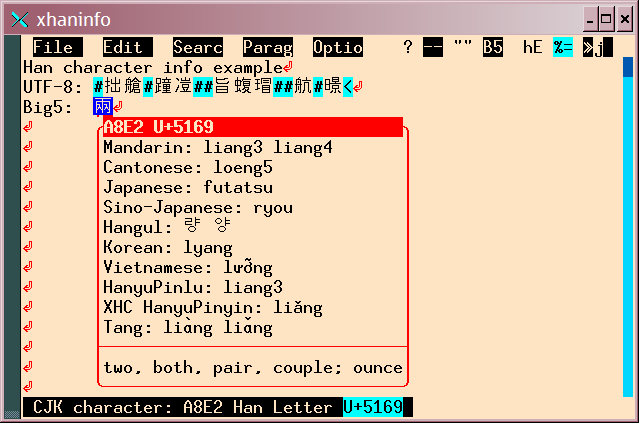 xhaninfo
File Edit Searc Parag Optio ? -- "" B5 hE %= »j
Han character info example↵
UTF-8: #拙艙#蹱溰##旨蝮瑁##航#暻<↵
Big5: 兩↵
A8E2 U+5169
Mandarin: liang3 liang4
Cantonese: loeng5
Japanese: futatsu
Sino-Japanese: ryou
Hangul: 량 양
Korean: lyang
Vietnamese: lưỡng
HanyuPinlu: liang3
XHC HanyuPinyin: liǎng
Tang: liàng liǎng
two, both, pair, couple; ounce
CJK character: A8E2 Han Letter U+5169